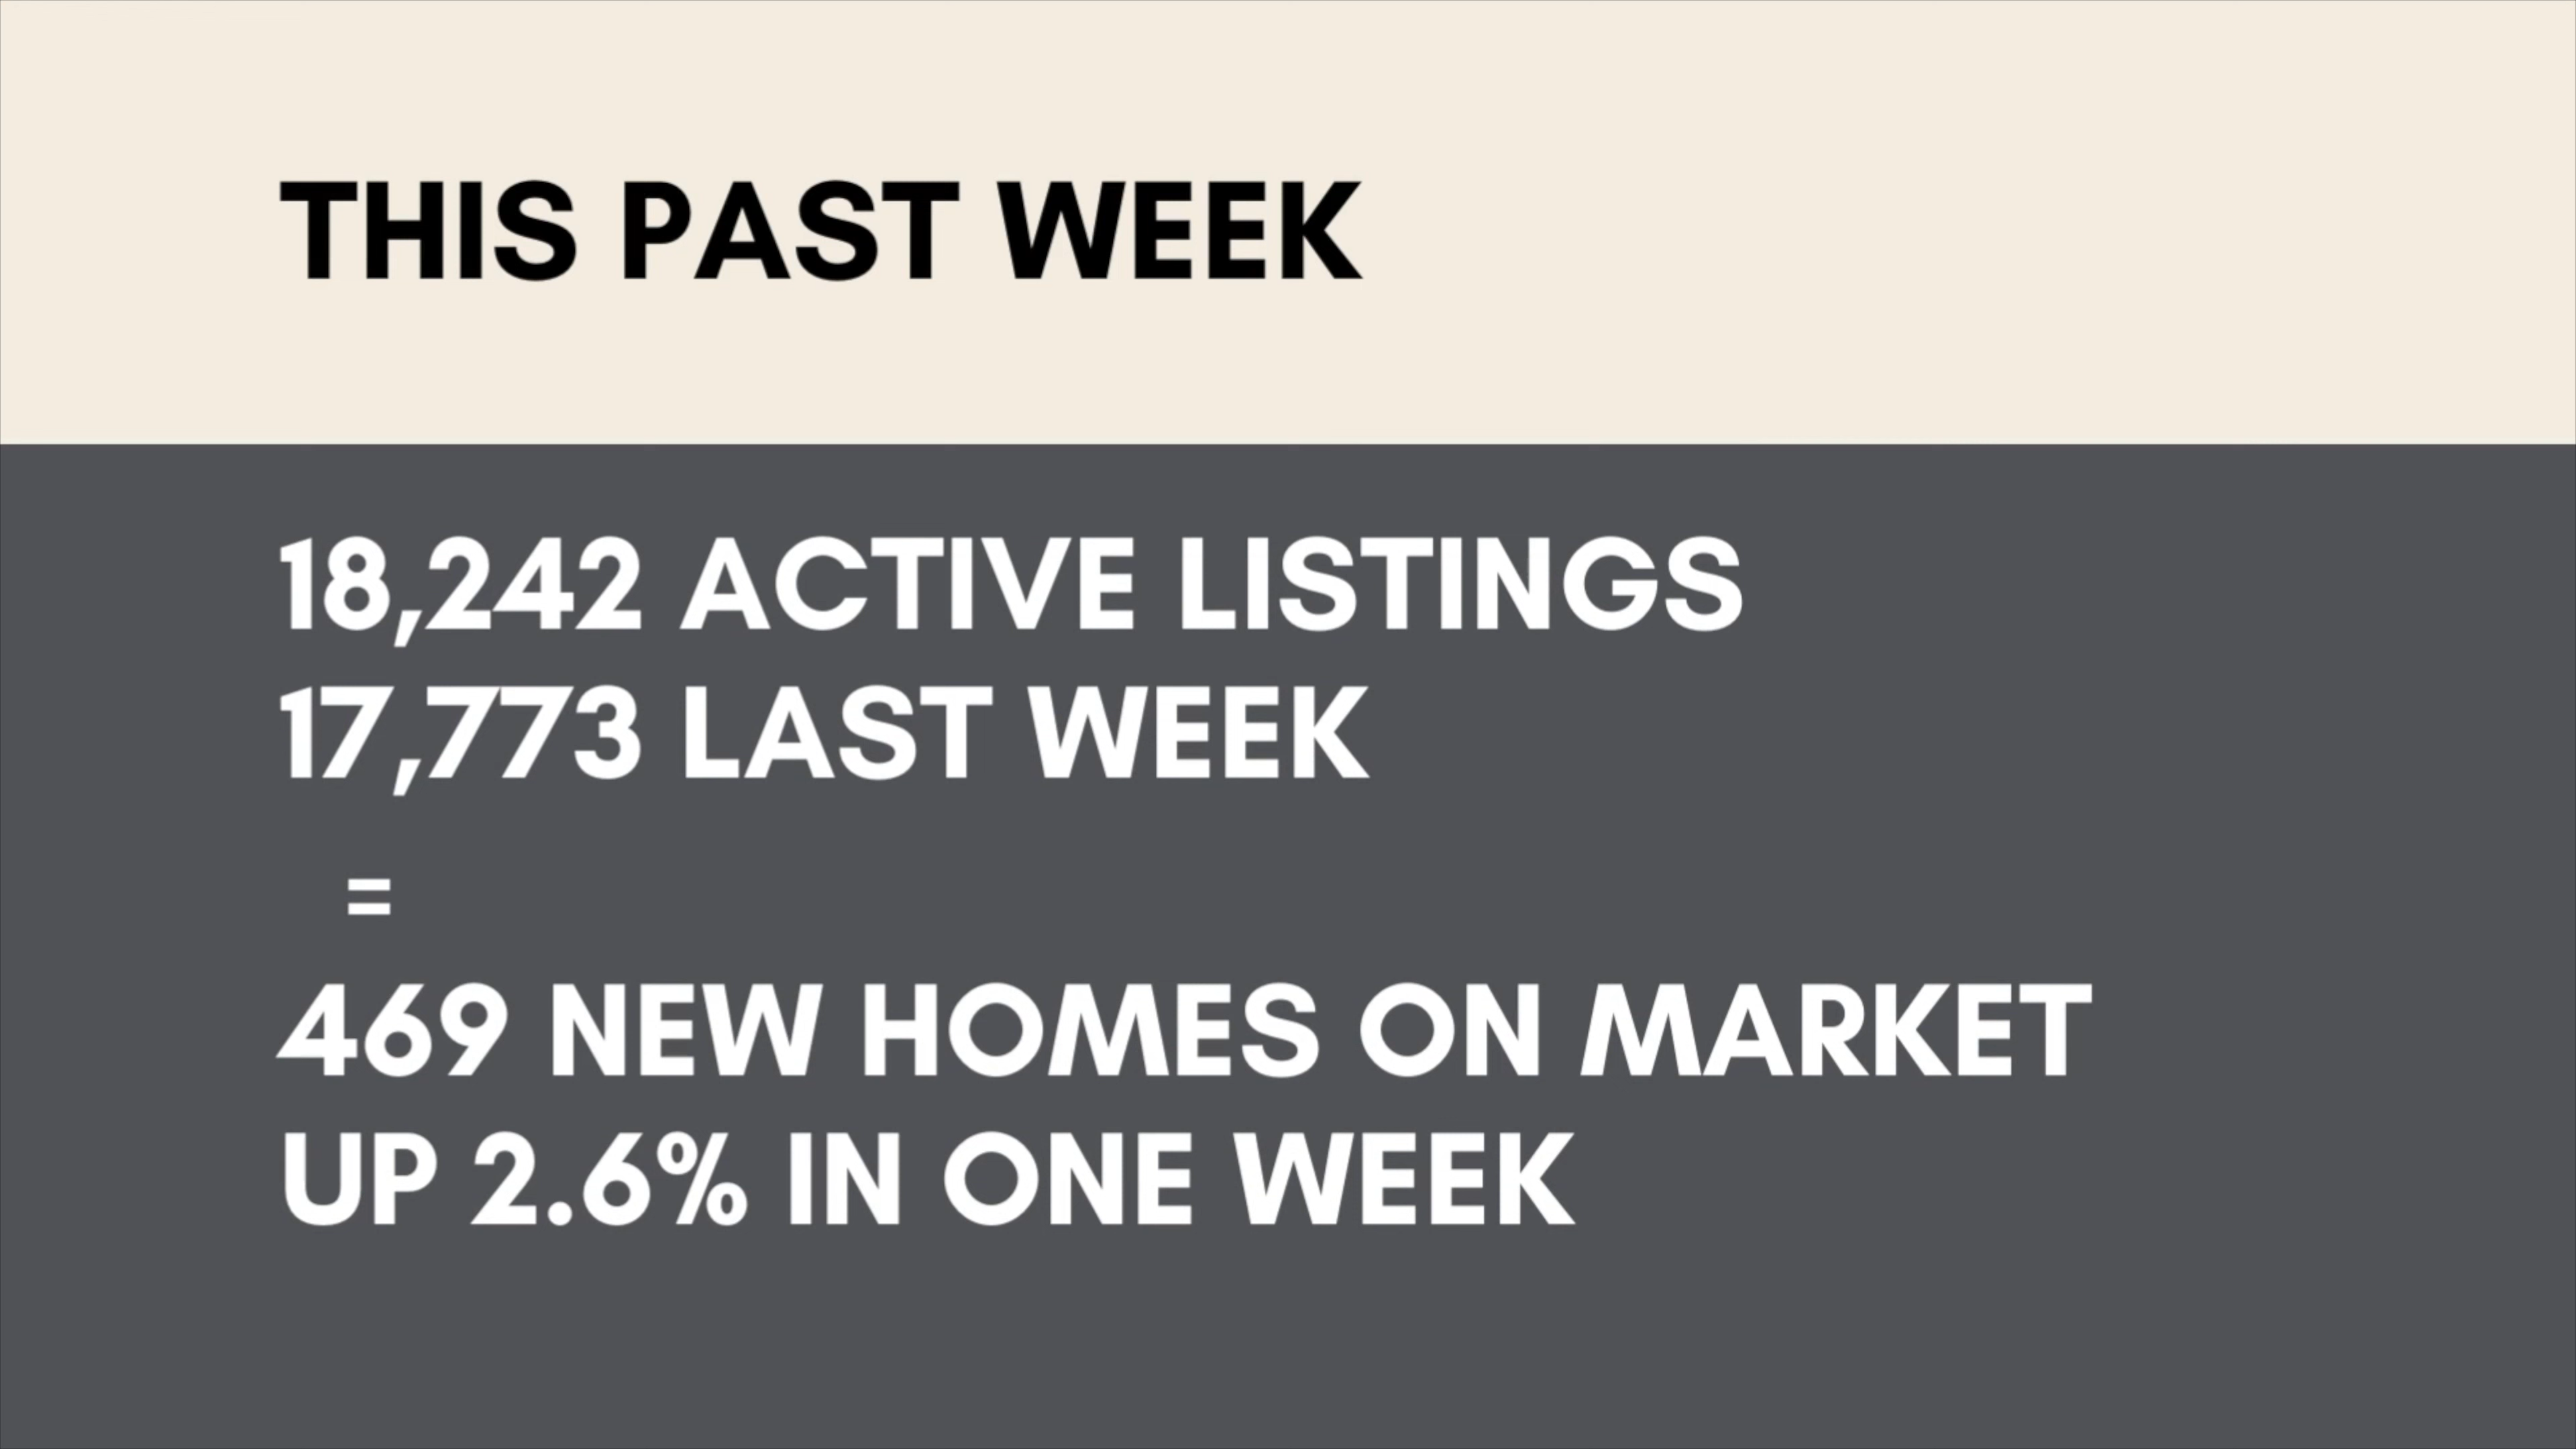 THIS PAST WEEK
18,242 ACTIVE LISTINGS
17,773 LAST WEEK
=
469 NEW HOMES ON MARKET
UP 2.6% IN ONE WEEK